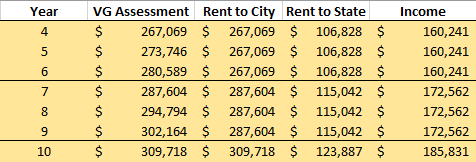 Year VG Assessment Rent to City Rent to State Income
4 $ 267,069 $ 267,069 $ 106,828 $ 160,241
5 $ 273,746 $ 267,069 $ 106,828 $ 160,241
6 $ 280,589 $ 267,069 $ 106,828 $ 160,241
7 $ 287,604 $ 287,604 $ 115,042 $ 172,562
8 $ 294,794 $ 287,604 $ 115,042 $ 172,562
9 $ 302,164 $ 287,604 $ 115,042 $ 172,562
10 $ 309,718 $ 309,718 $ 123,887 $ 185,831